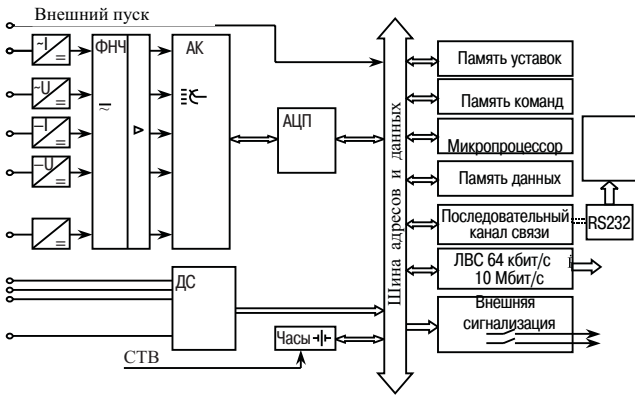 Внешний пуск
~I
=
ФНЧ
АК
~U
=
—I
=
—U
=
=
АЦП
Шина адресов и данных
Память уставок
Память команд
Микропроцессор
Память данных
Последовательный
канал связи
RS232
ЛВС 64 кбит/с
10 Мбит/с
ДС
Часы
СТВ
Внешняя
сигнализация